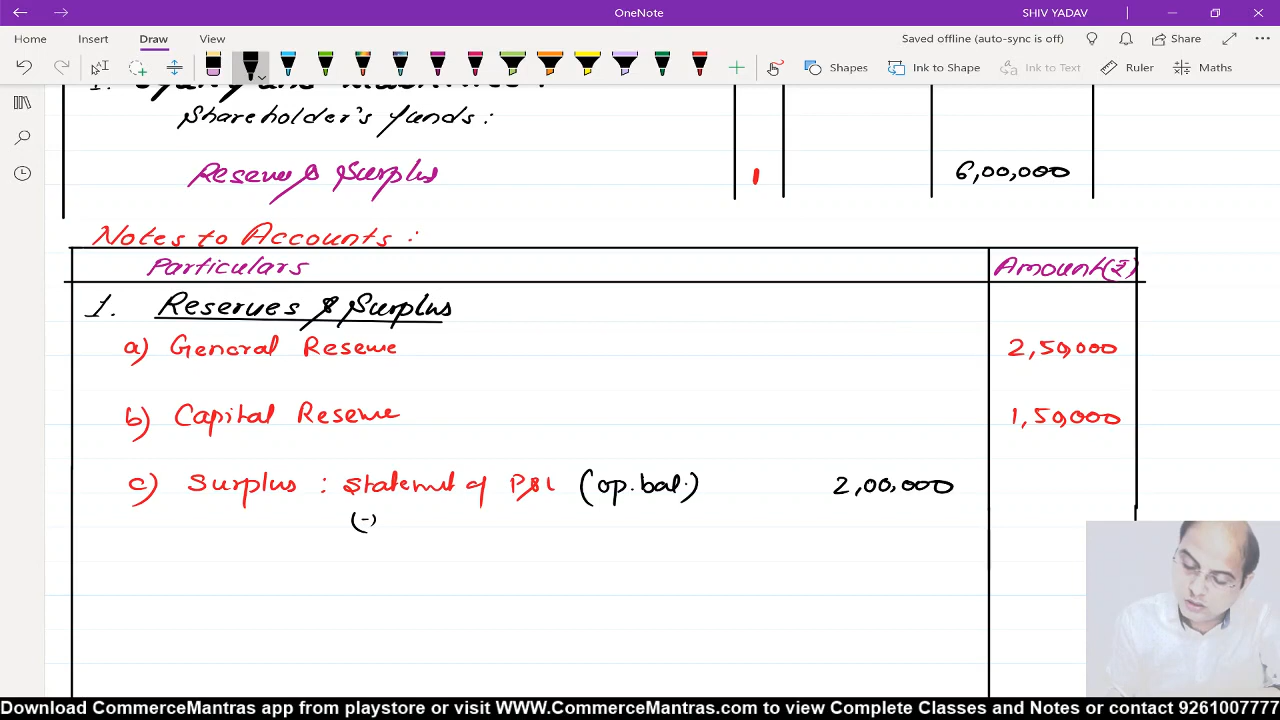 OneNote
SHIV YADAV
Home Insert Draw View
Saved offline (auto-sync is off)
Share
Shapes
Ink to Shape
Ink to Text
Ruler
Maths
Shareholder's funds:
Reserve & Surplus 1 6,00,000
Notes to Accounts:
Particulars Amount(₹)
1. Reserves & Surplus
a) General Reserve 2,50,000
b) Capital Reserve 1,50,000
c) Surplus : Statement of P&L (op.bal.) 2,00,000
(-)
Download CommerceMantras app from playstore or visit WWW.CommerceMantras.com to view Complete Classes and Notes or contact 9261007777